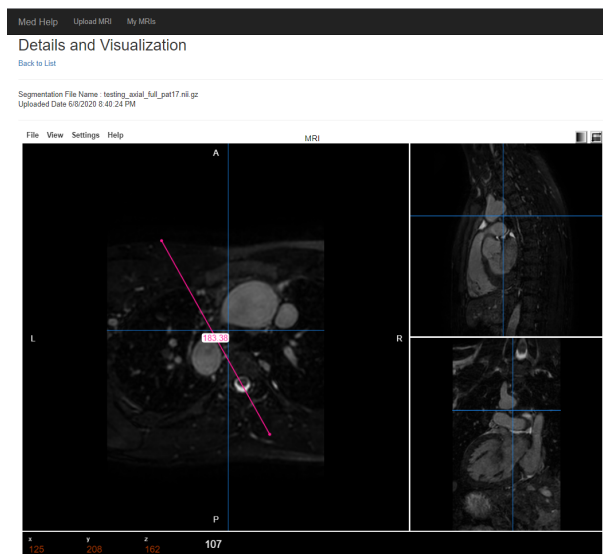 Med Help Upload MRI My MRIs
Details and Visualization
Back to List
Segmentation File Name : testing_axial_full_pat17.nii.gz
Uploaded Date 6/8/2020 8:40:24 PM
File View Settings Help MRI
A
L
183.38
R
P
x y z
125 208 162 107